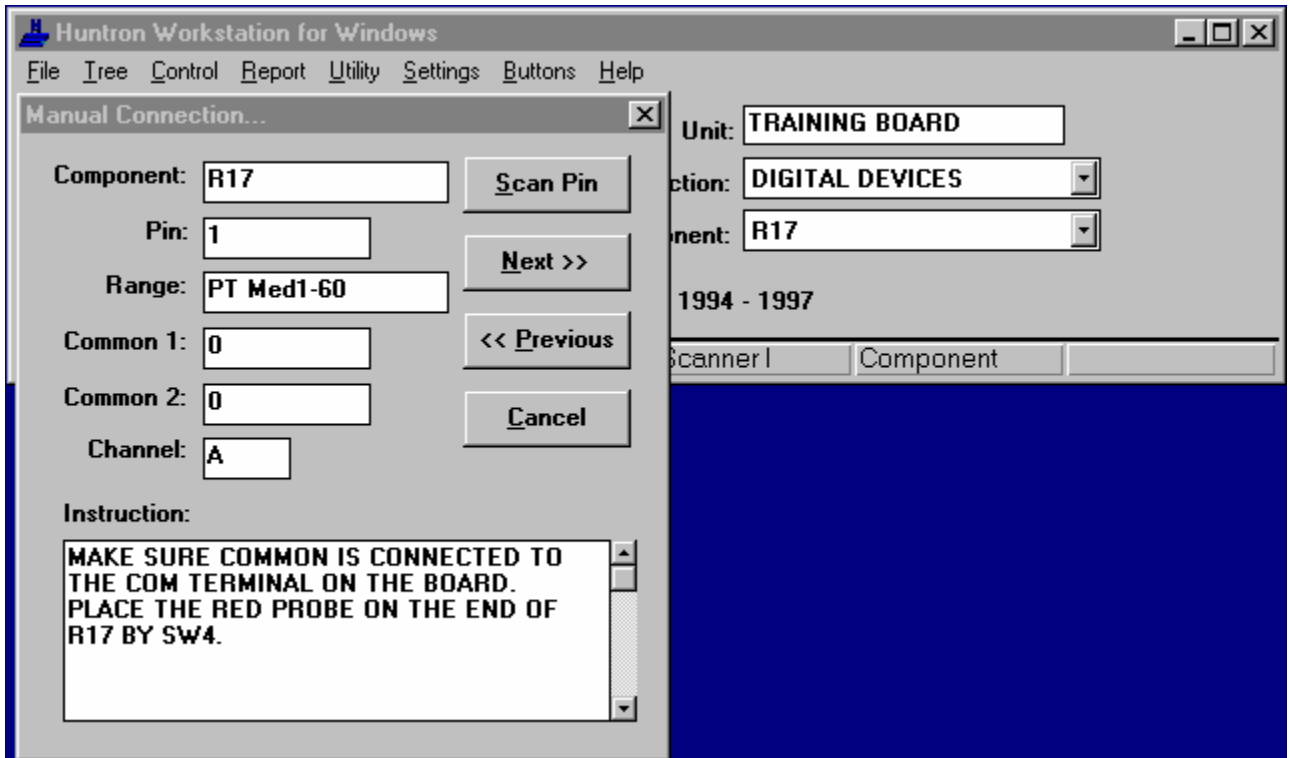 Huntron Workstation for Windows
File Tree Control Report Utility Settings Buttons Help
Manual Connection...
Component: R17
Pin: 1
Range: PT Med1-60
Common 1: 0
Common 2: 0
Channel: A
Scan Pin
Next >>
<< Previous
Cancel
Instruction:
MAKE SURE COMMON IS CONNECTED TO
THE COM TERMINAL ON THE BOARD.
PLACE THE RED PROBE ON THE END OF
R17 BY SW4.
Unit: TRAINING BOARD
ction: DIGITAL DEVICES
nent: R17
1994 - 1997
Scanner I
Component